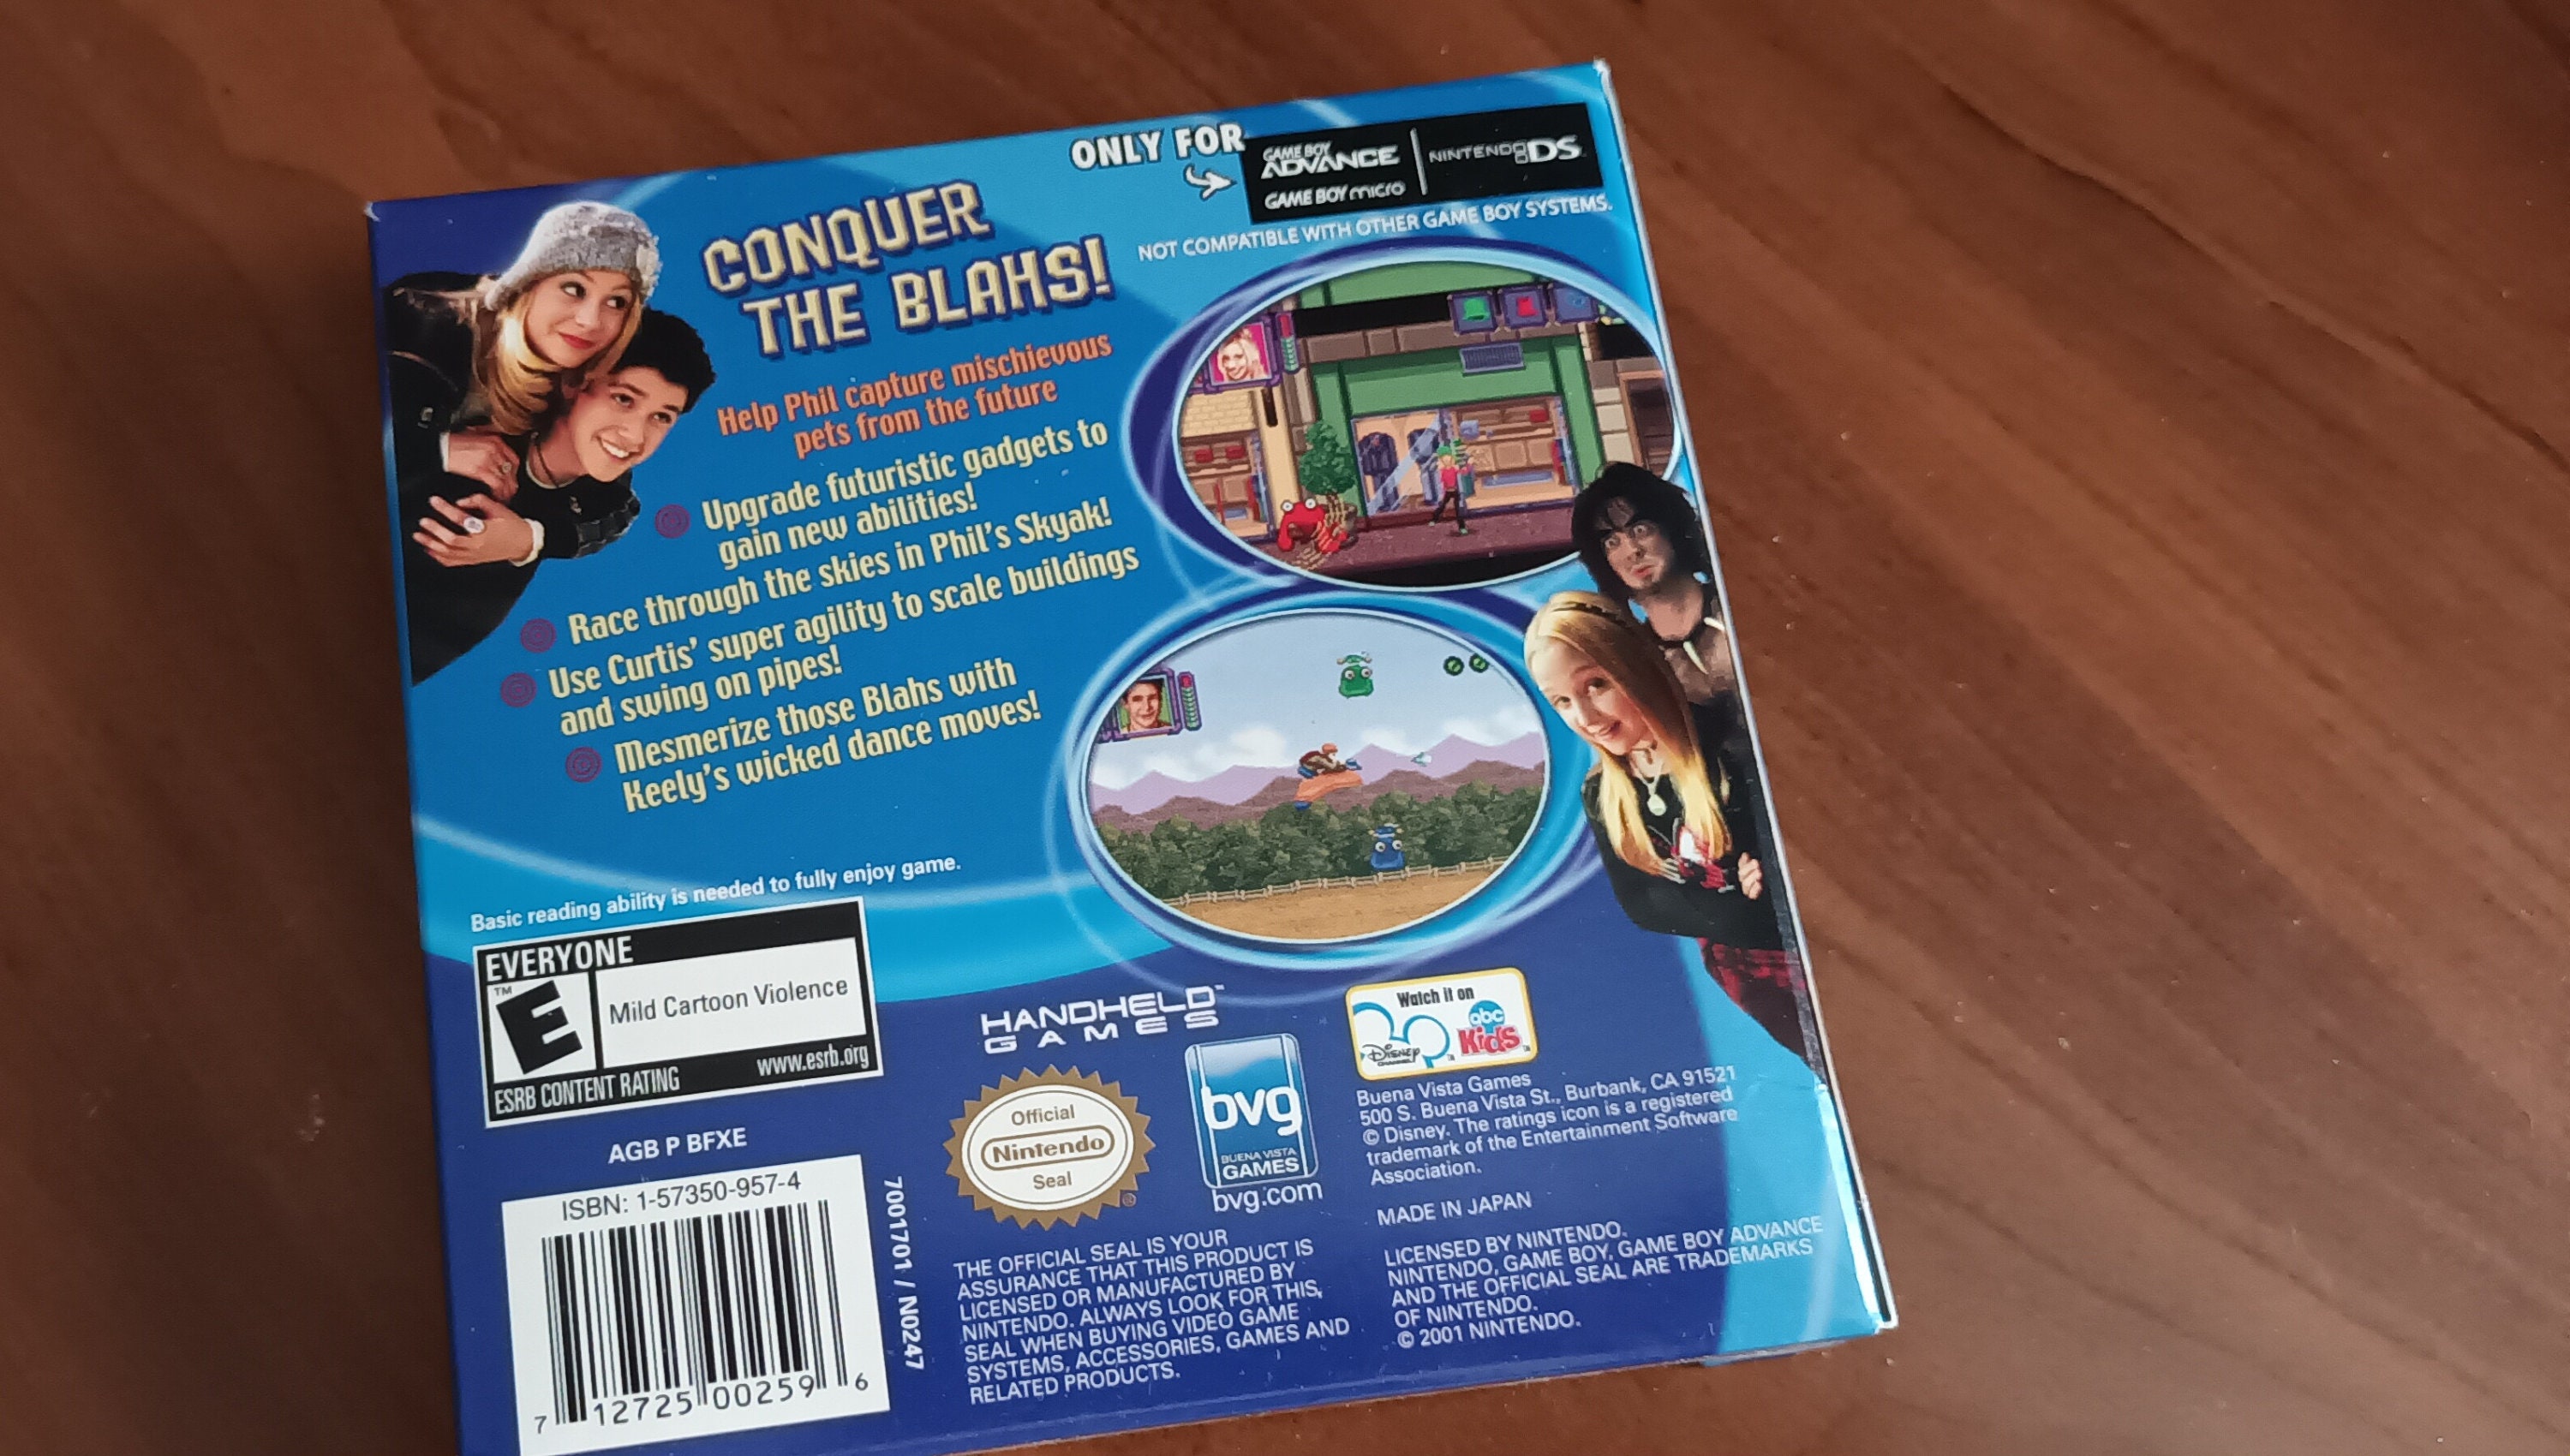 ONLY FOR
GAME BOY
ADVANCE
GAME BOY micro
NINTENDO DS
NOT COMPATIBLE WITH OTHER GAME BOY SYSTEMS.
CONQUER
THE BLAHS!
Help Phil capture mischievous
pets from the future
Upgrade futuristic gadgets to
gain new abilities!
Race through the skies in Phil's Skyak!
Use Curtis' super agility to scale buildings
and swing on pipes!
Mesmerize those Blahs with
Keely's wicked dance moves!
Basic reading ability is needed to fully enjoy game.
EVERYONE
TM
E
Mild Cartoon Violence
www.esrb.org
ESRB CONTENT RATING
AGB P BFXE
ISBN: 1-57350-957-4
7 12725 00259 6
7001701 / N0247
HANDHELD™
GAMES
Official
Nintendo
Seal
®
bvg
BUENA VISTA
GAMES
bvg.com
THE OFFICIAL SEAL IS YOUR
ASSURANCE THAT THIS PRODUCT IS
LICENSED OR MANUFACTURED BY
NINTENDO. ALWAYS LOOK FOR THIS
SEAL WHEN BUYING VIDEO GAME
SYSTEMS, ACCESSORIES, GAMES AND
RELATED PRODUCTS.
Watch it on
Disney
CHANNEL
abc
Kids
Buena Vista Games
500 S. Buena Vista St., Burbank, CA 91521
© Disney. The ratings icon is a registered
trademark of the Entertainment Software
Association.
MADE IN JAPAN
LICENSED BY NINTENDO.
NINTENDO, GAME BOY, GAME BOY ADVANCE
AND THE OFFICIAL SEAL ARE TRADEMARKS
OF NINTENDO.
© 2001 NINTENDO.